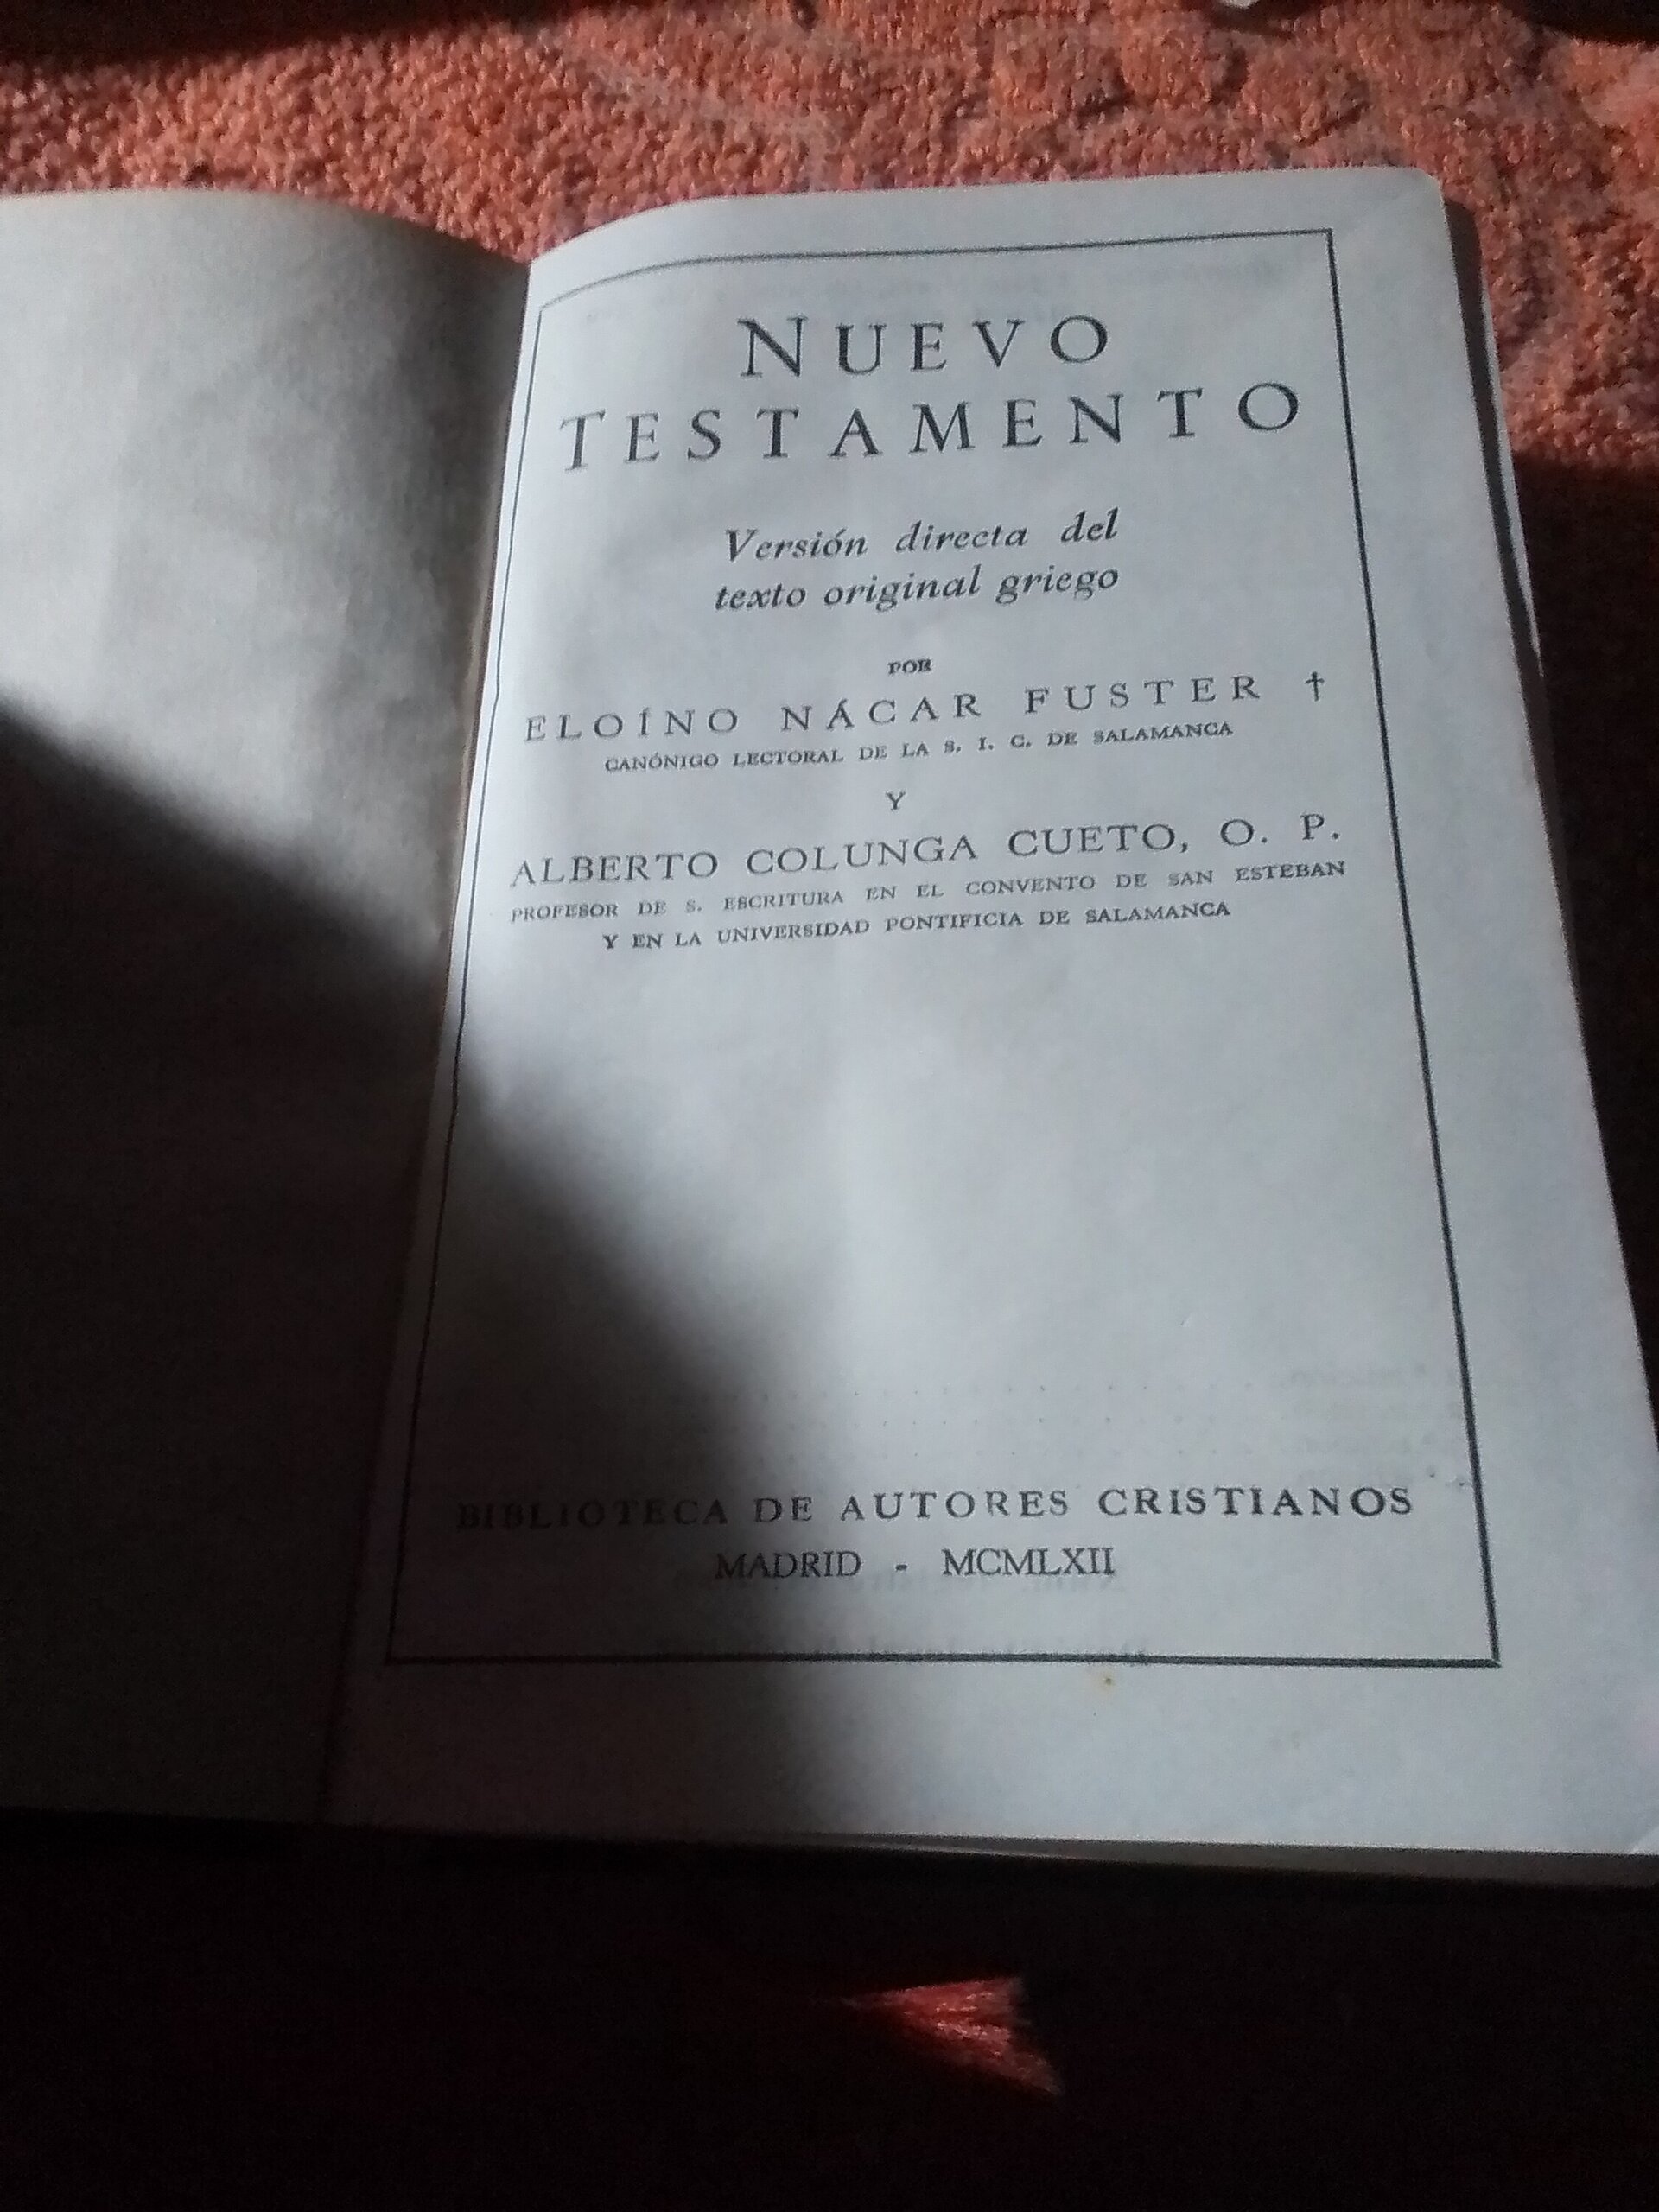 NUEVO
TESTAMENTO
Versión directa del
texto original griego
POR
ELOÍNO NÁCAR FUSTER †
CANÓNIGO LECTORAL DE LA S. I. C. DE SALAMANCA
Y
ALBERTO COLUNGA CUETO, O. P.
PROFESOR DE S. ESCRITURA EN EL CONVENTO DE SAN ESTEBAN
Y EN LA UNIVERSIDAD PONTIFICIA DE SALAMANCA
BIBLIOTECA DE AUTORES CRISTIANOS
MADRID - MCMLXII